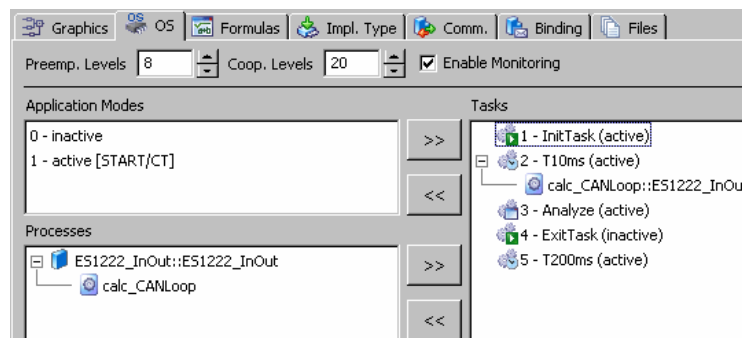 Graphics OS Formulas Impl. Type Comm. Binding Files
Preemp. Levels 8 Coop. Levels 20 Enable Monitoring
Application Modes
0 - inactive
1 - active [START/CT]
>>
<<
Processes
ES1222_InOut::ES1222_InOut
calc_CANLoop
>>
<<
Tasks
1 - InitTask (active)
2 - T10ms (active)
calc_CANLoop::ES1222_InOu
3 - Analyze (active)
4 - ExitTask (inactive)
5 - T200ms (active)